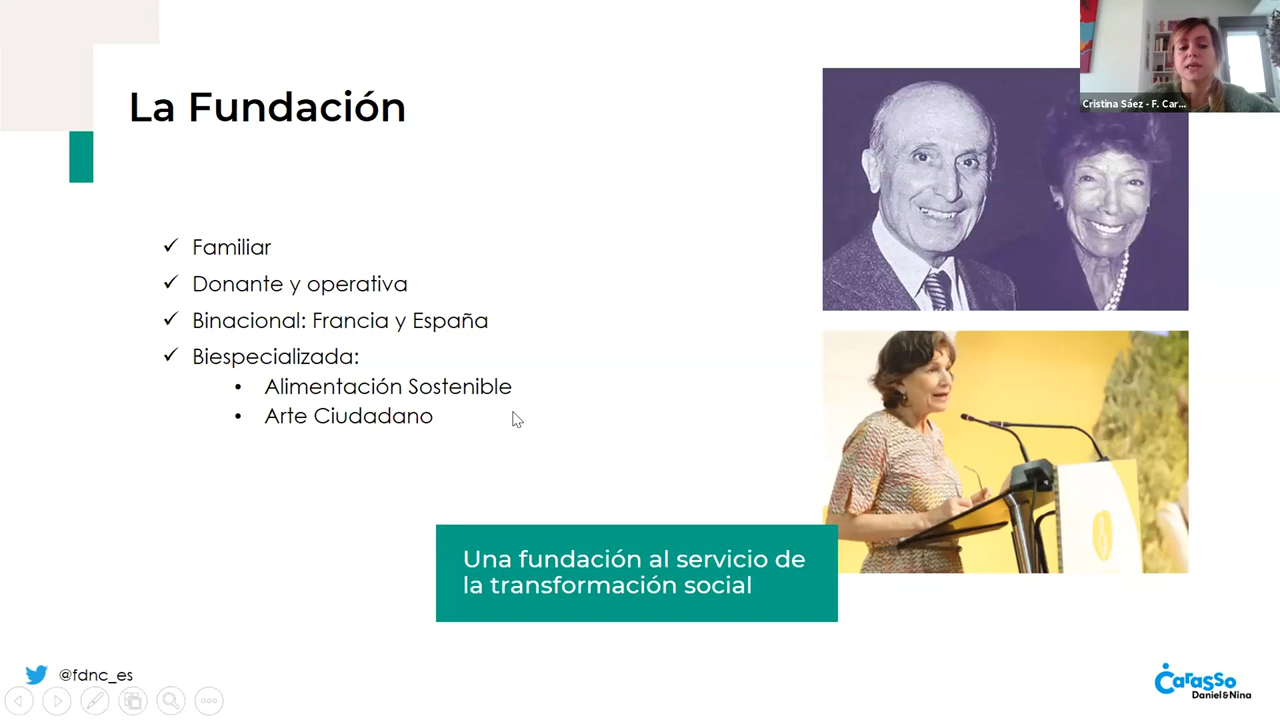 La Fundación
Cristina Sáez - F. Car...
✓ Familiar
✓ Donante y operativa
✓ Binacional: Francia y España
✓ Biespecializada:
• Alimentación Sostenible
• Arte Ciudadano
Una fundación al servicio de
la transformación social
@fdnc_es
Carasso
Daniel&Nina